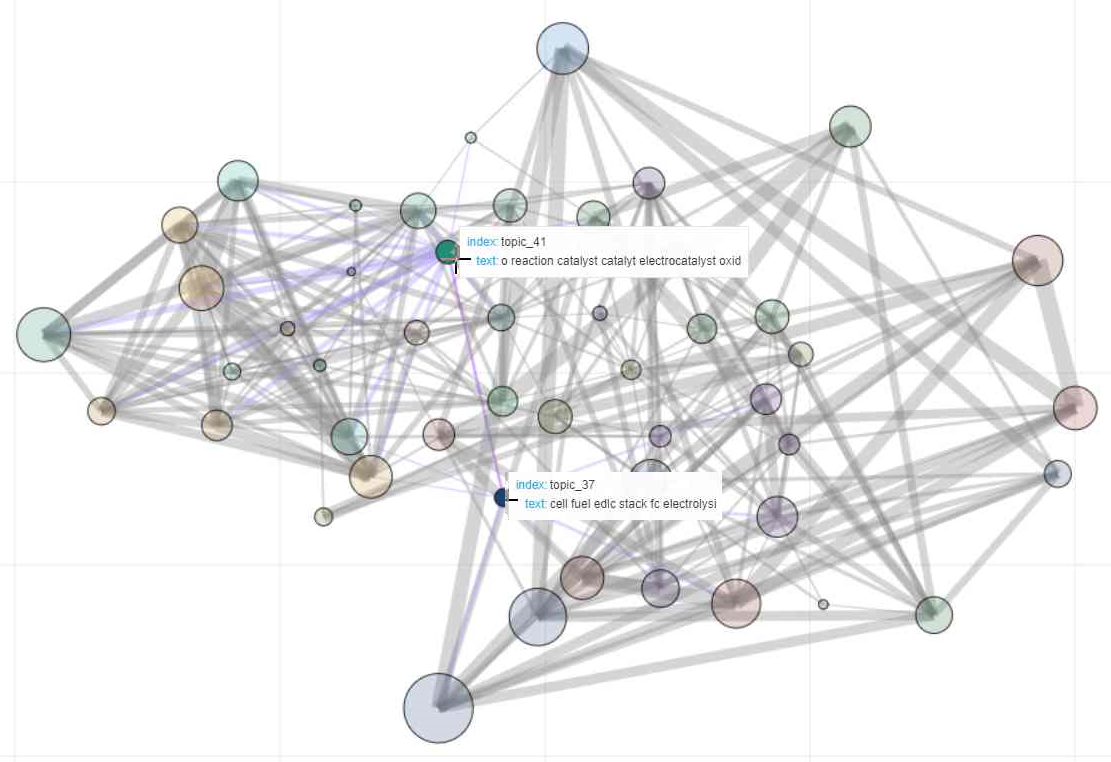 index: topic_41
text: o reaction catalyst catalyt electrocatalyst oxid
index: topic_37
text: cell fuel edlc stack fc electrolysi